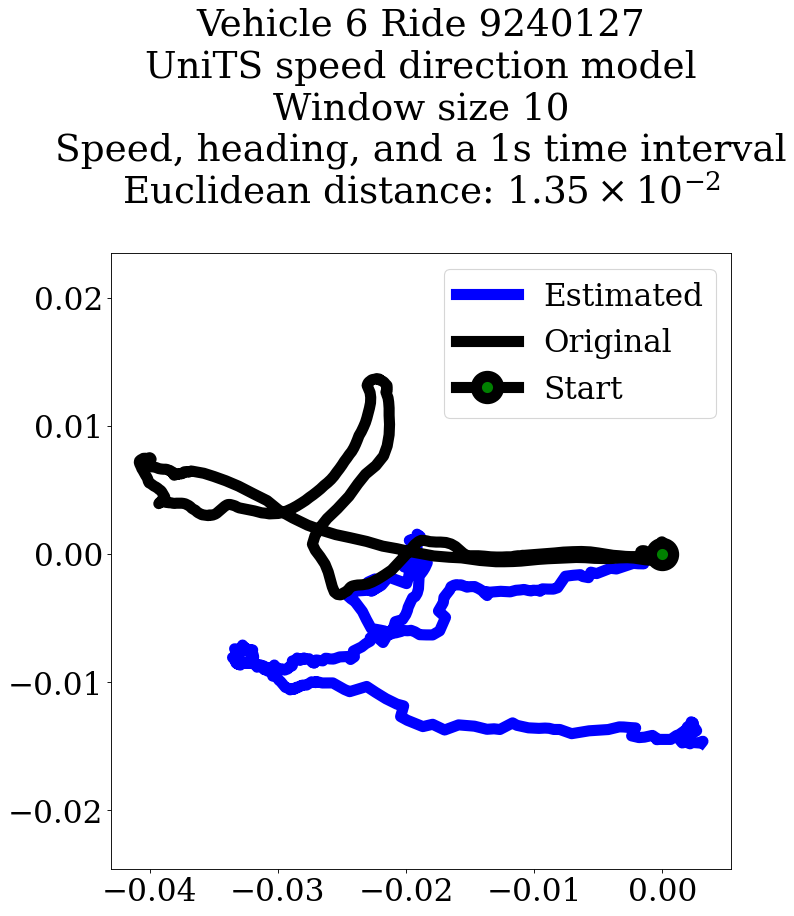 Vehicle 6 Ride 9240127
UniTS speed direction model
Window size 10
Speed, heading, and a 1s time interval
Euclidean distance: 1.35 × 10⁻²
Estimated
Original
Start
0.02
0.01
0.00
−0.01
−0.02
−0.04 −0.03 −0.02 −0.01 0.00